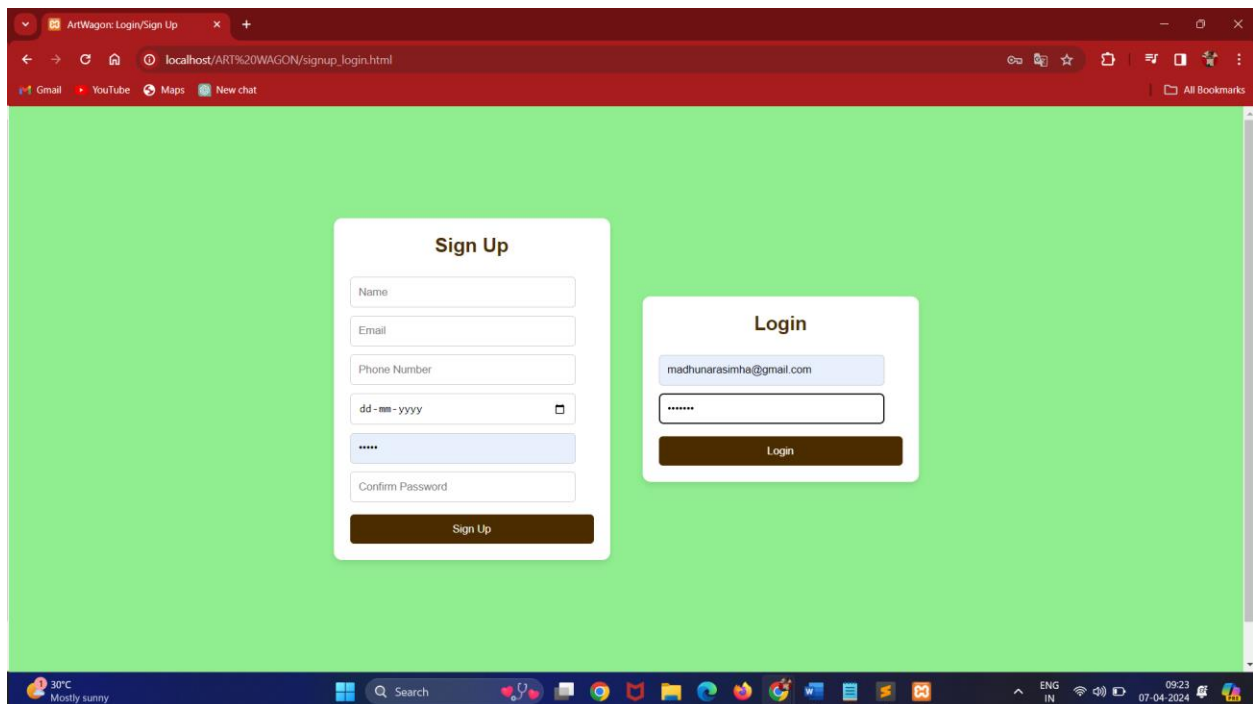 ArtWagon: Login/Sign Up
localhost/ART%20WAGON/signup_login.html
Gmail YouTube Maps New chat All Bookmarks
Sign Up
Name
Email
Phone Number
dd-mm-yyyy
•••••
Confirm Password
Sign Up
Login
madhunarasimha@gmail.com
•••••••
Login
1
30°C
Mostly sunny
Search
ENG
IN
09:23
07-04-2024